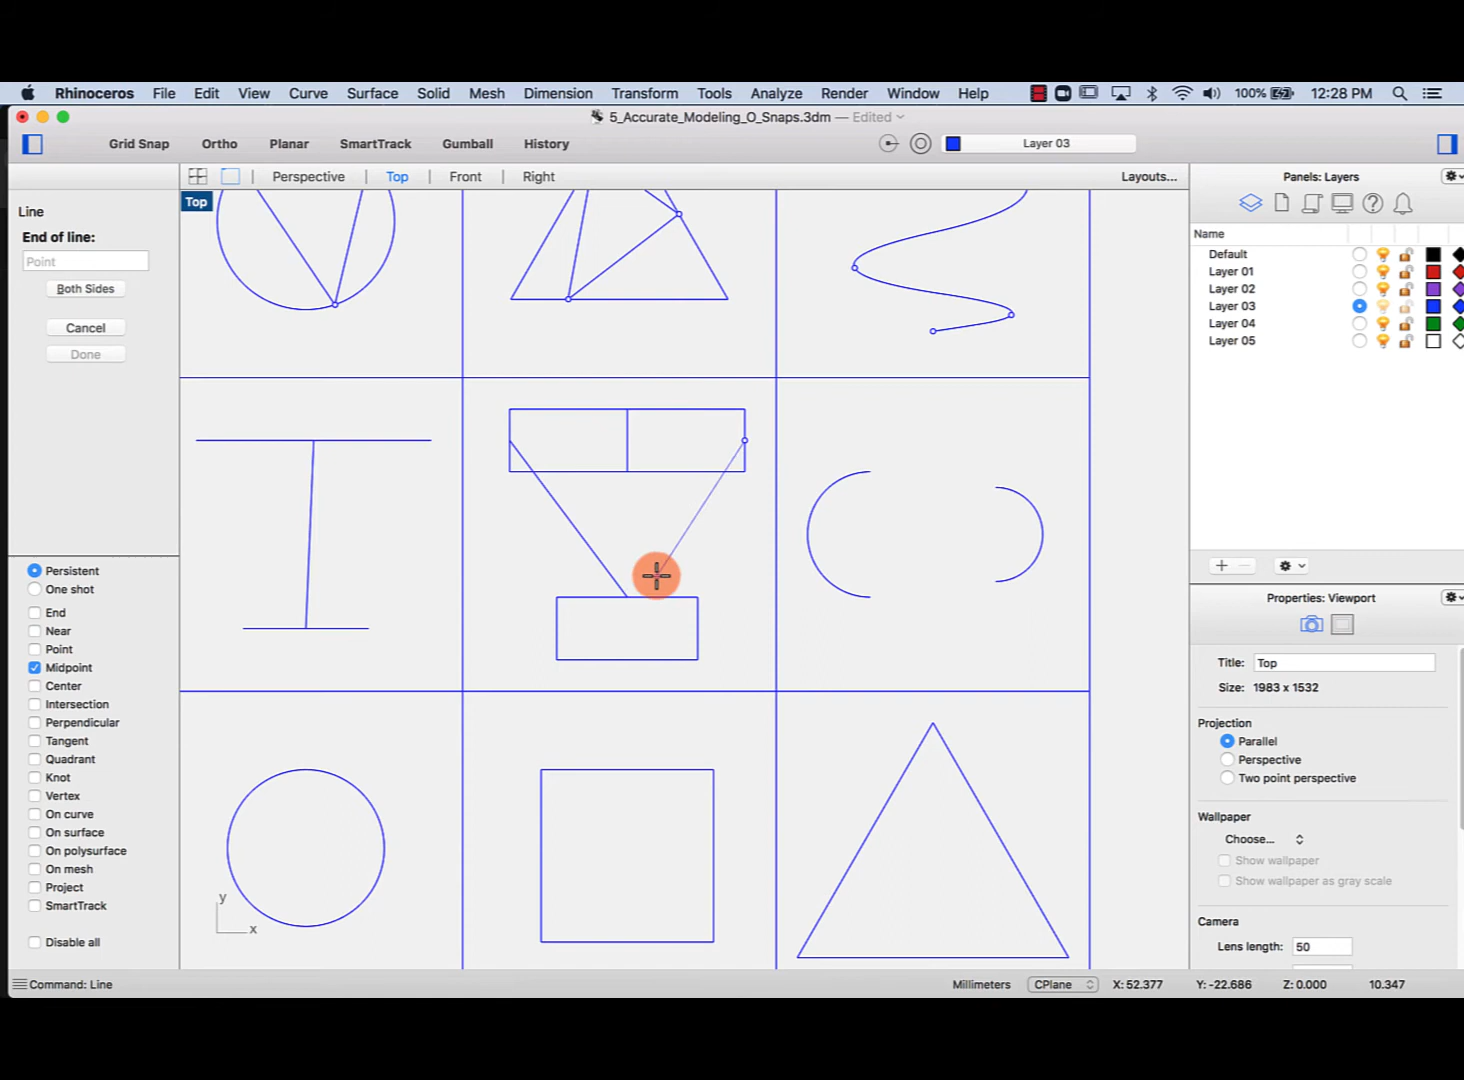 Rhinoceros File Edit View Curve Surface Solid Mesh Dimension Transform Tools Analyze Render Window Help 100% 12:28 PM
5_Accurate_Modeling_O_Snaps.3dm — Edited
Grid Snap Ortho Planar SmartTrack Gumball History Layer 03
Perspective Top Front Right Layouts... Panels: Layers
Top
Line
End of line:
Point
Both Sides
Cancel
Done
Persistent
One shot
End
Near
Point
Midpoint
Center
Intersection
Perpendicular
Tangent
Quadrant
Knot
Vertex
On curve
On surface
On polysurface
On mesh
Project
SmartTrack
Disable all
y
x
Name
Default
Layer 01
Layer 02
Layer 03
Layer 04
Layer 05
Properties: Viewport
Title: Top
Size: 1983 x 1532
Projection
Parallel
Perspective
Two point perspective
Wallpaper
Choose...
Show wallpaper
Show wallpaper as gray scale
Camera
Lens length: 50
Command: Line Millimeters CPlane X: 52.377 Y: -22.686 Z: 0.000 10.347